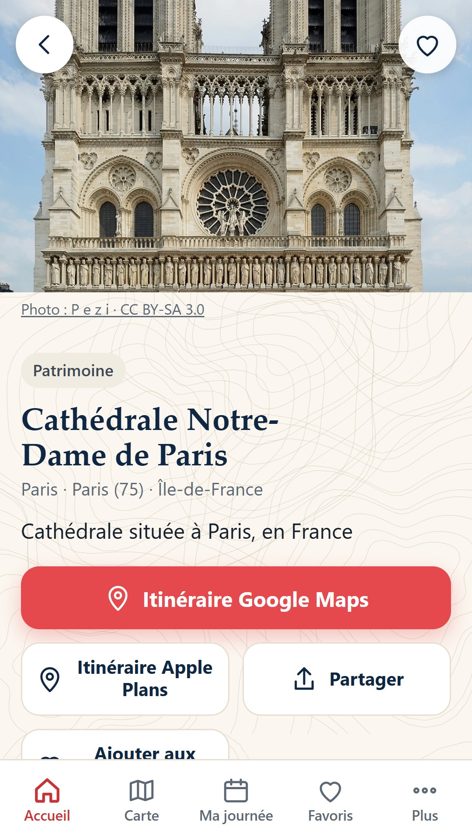 Photo : P e z i · CC BY-SA 3.0
Patrimoine
Cathédrale Notre-
Dame de Paris
Paris · Paris (75) · Île-de-France
Cathédrale située à Paris, en France
Itinéraire Google Maps
Itinéraire Apple
Plans
Partager
Ajouter aux
Accueil
Carte
Ma journée
Favoris
Plus